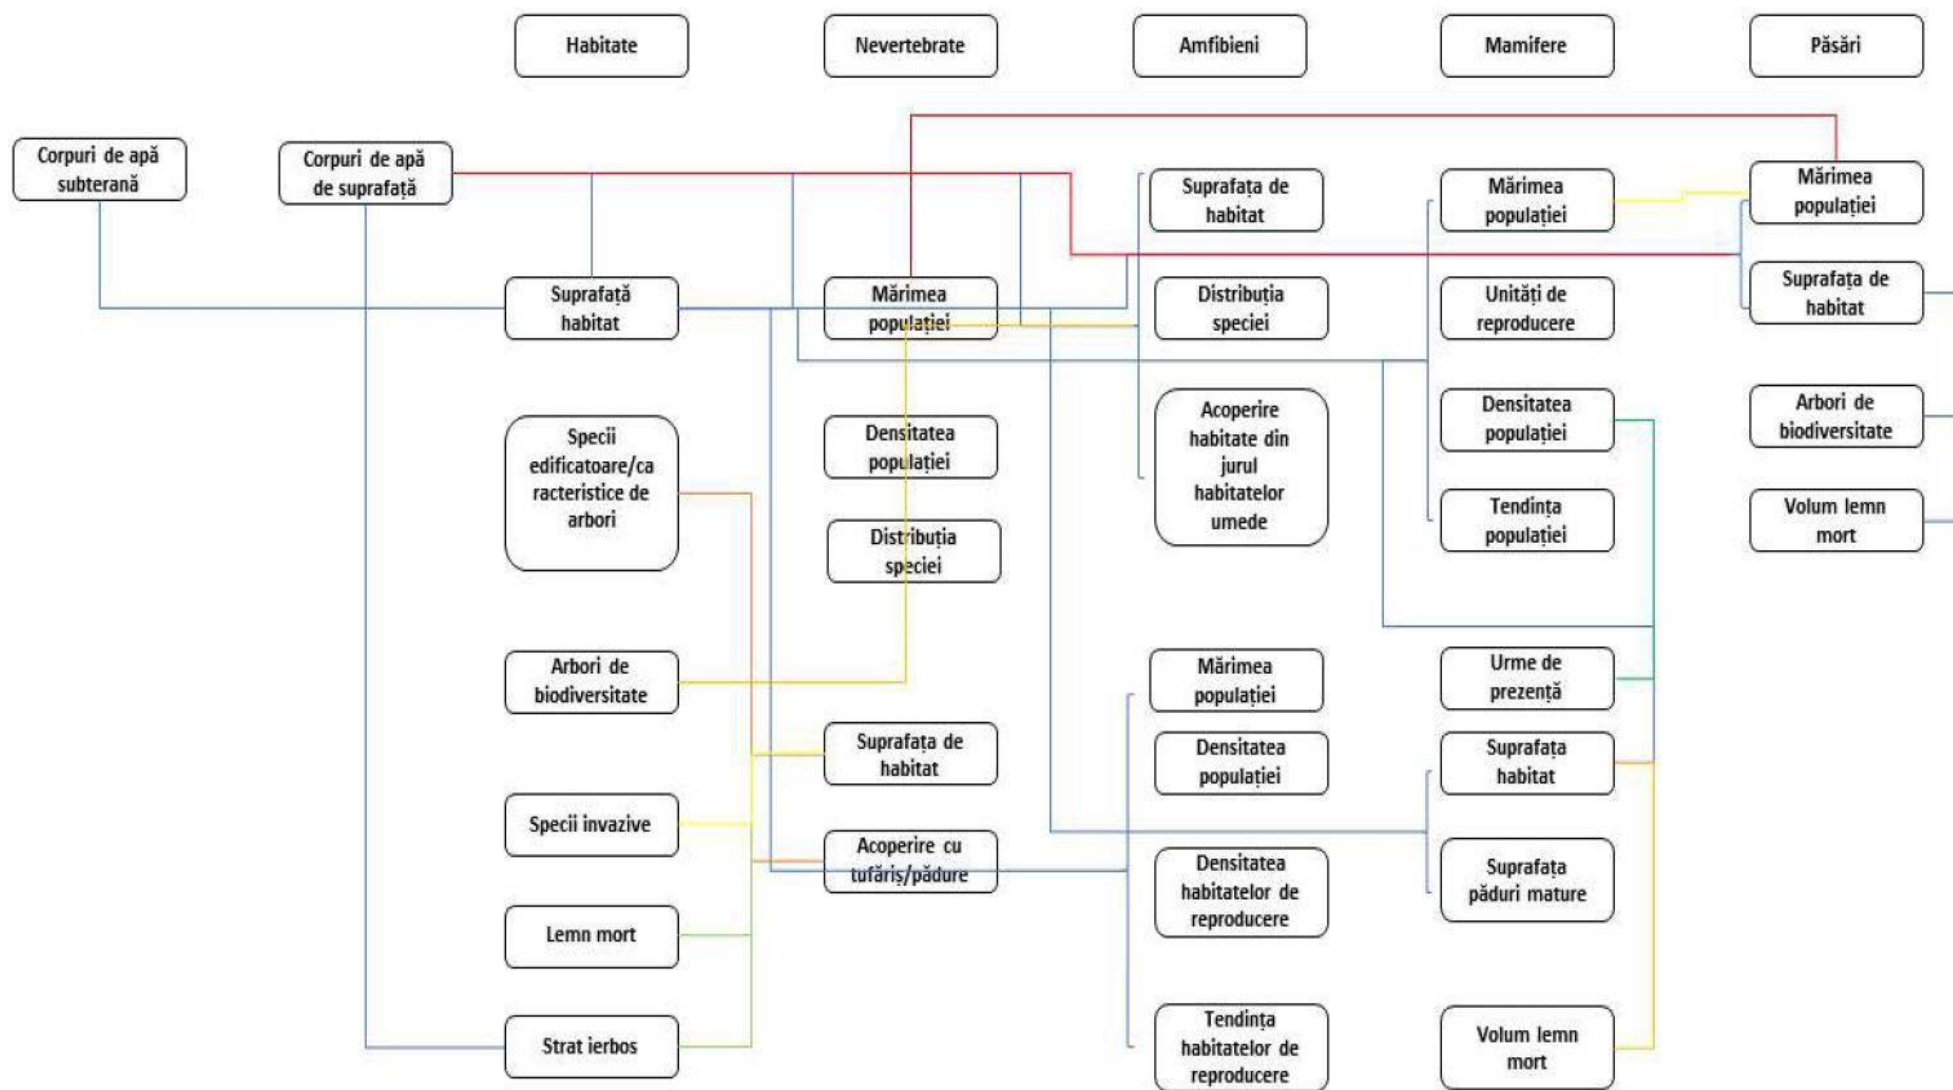 Habitate
Nevertebrate
Amfibieni
Mamifere
Păsări
Corpuri de apă
subterană
Corpuri de apă
de suprafață
Suprafață
habitat
Specii
edificatoare/ca
racteristice de
arbori
Arbori de
biodiversitate
Specii invazive
Lemn mort
Strat ierbos
Mărimea
populației
Densitatea
populației
Distribuția
speciei
Suprafața de
habitat
Acoperire cu
tufăriș/pădure
Suprafața de
habitat
Distribuția
speciei
Acoperire
habitate din
jurul
habitatelor
umede
Mărimea
populației
Densitatea
populației
Densitatea
habitatelor de
reproducere
Tendința
habitatelor de
reproducere
Mărimea
populației
Unități de
reproducere
Densitatea
populației
Tendința
populației
Urme de
prezență
Suprafața
habitat
Suprafața
păduri mature
Volum lemn
mort
Mărimea
populației
Suprafața de
habitat
Arbori de
biodiversitate
Volum lemn
mort